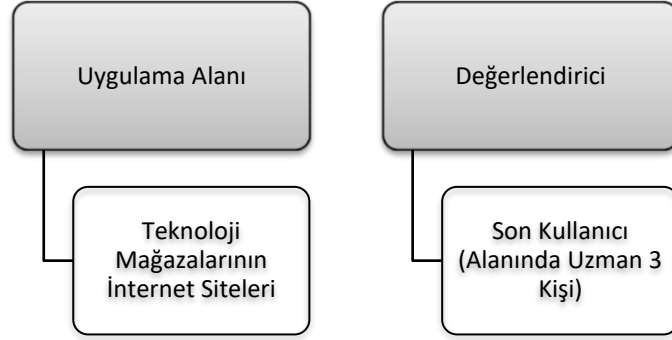 Uygulama Alanı
Teknoloji
Mağazalarının
İnternet Siteleri
Değerlendirici
Son Kullanıcı
(Alanında Uzman 3
Kişi)